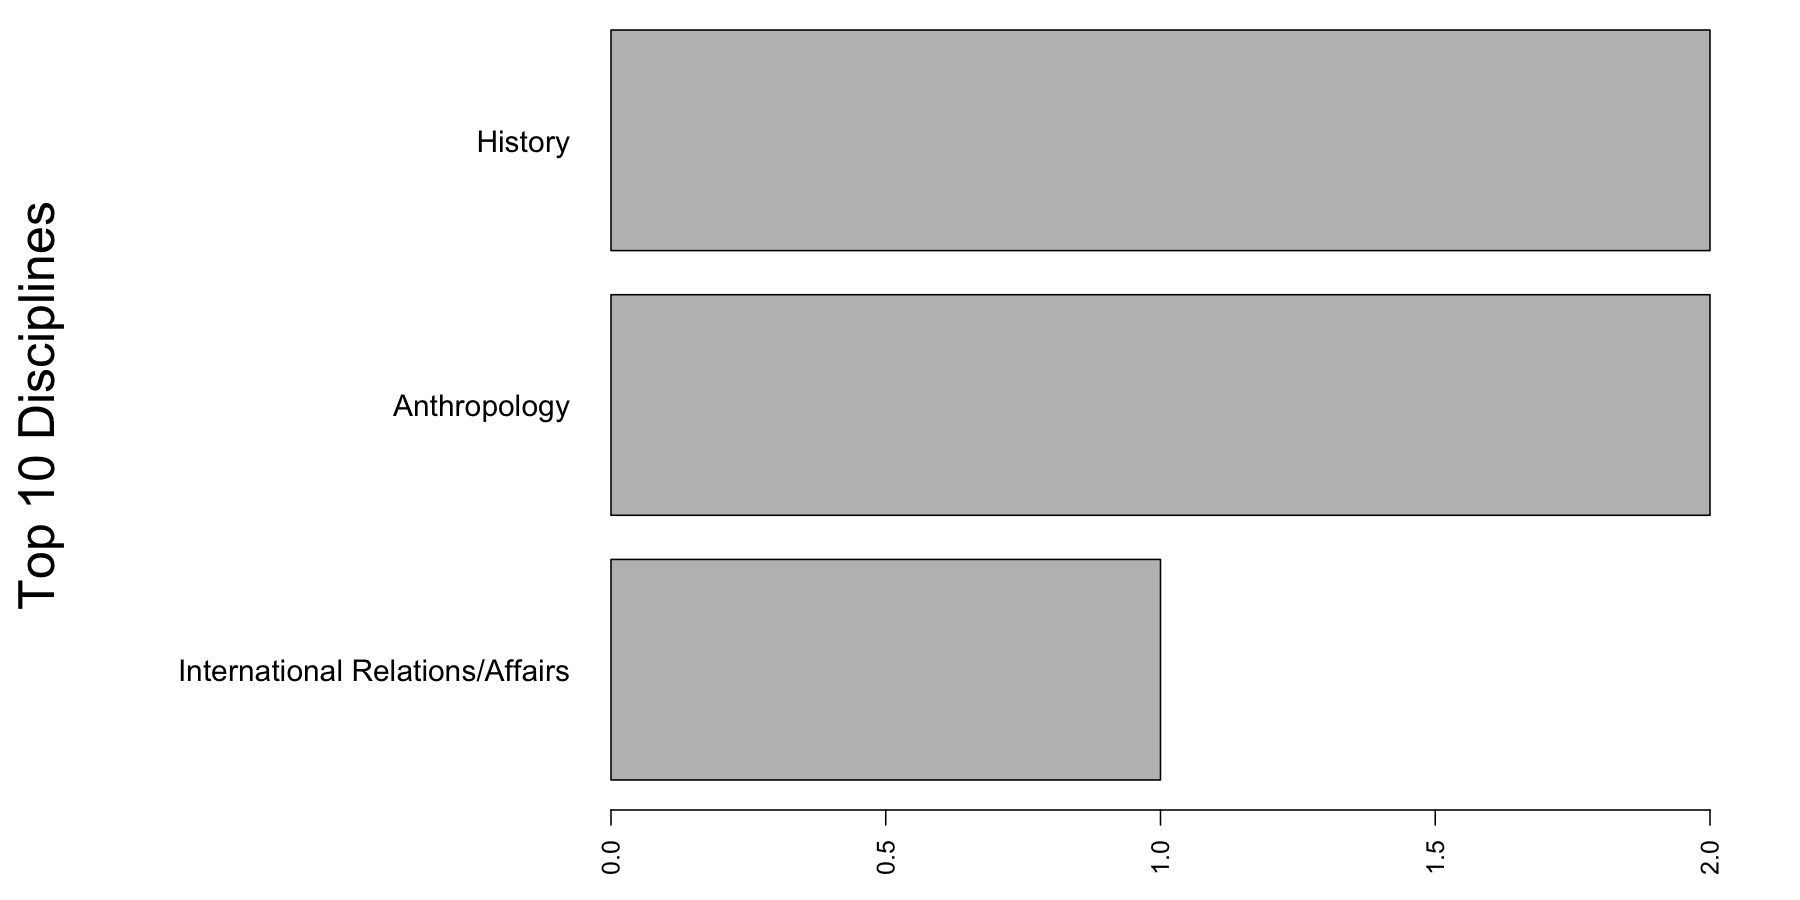 Top 10 Disciplines
History
Anthropology
International Relations/Affairs
0.0
0.5
1.0
1.5
2.0